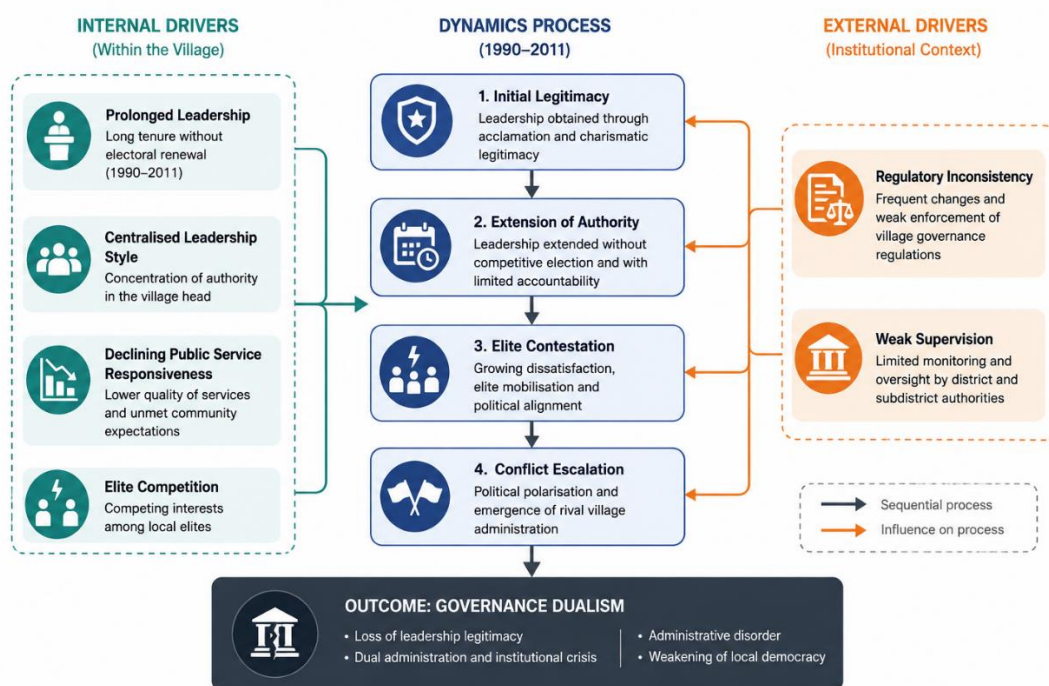 INTERNAL DRIVERS
(Within the Village)
Prolonged Leadership
Long tenure without
electoral renewal
(1990–2011)
Centralised Leadership
Style
Concentration of authority
in the village head
Declining Public Service
Responsiveness
Lower quality of services
and unmet community
expectations
Elite Competition
Competing interests
among local elites
DYNAMICS PROCESS
(1990–2011)
1. Initial Legitimacy
Leadership obtained through
acclamation and charismatic
legitimacy
2. Extension of Authority
Leadership extended without
competitive election and with
limited accountability
3. Elite Contestation
Growing dissatisfaction,
elite mobilisation and
political alignment
4. Conflict Escalation
Political polarisation and
emergence of rival village
administration
EXTERNAL DRIVERS
(Institutional Context)
Regulatory Inconsistency
Frequent changes and
weak enforcement of
village governance
regulations
Weak Supervision
Limited monitoring and
oversight by district and
subdistrict authorities
Sequential process
Influence on process
OUTCOME: GOVERNANCE DUALISM
• Loss of leadership legitimacy
• Dual administration and institutional crisis
• Administrative disorder
• Weakening of local democracy